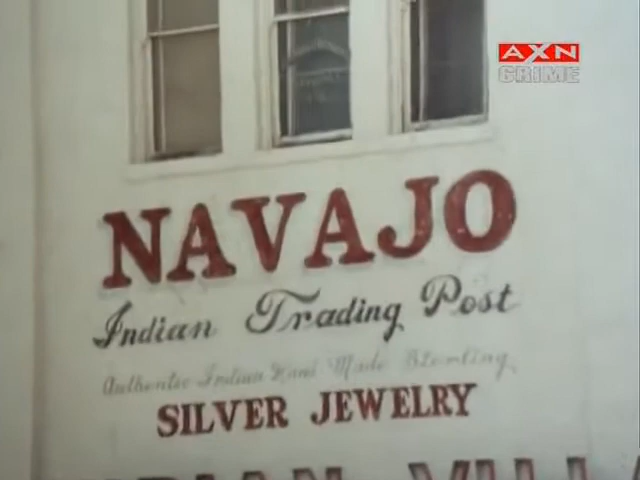 AXN
CRIME
NAVAJO
Indian Trading Post
Authentic Indian Hand Made Sterling
SILVER JEWELRY